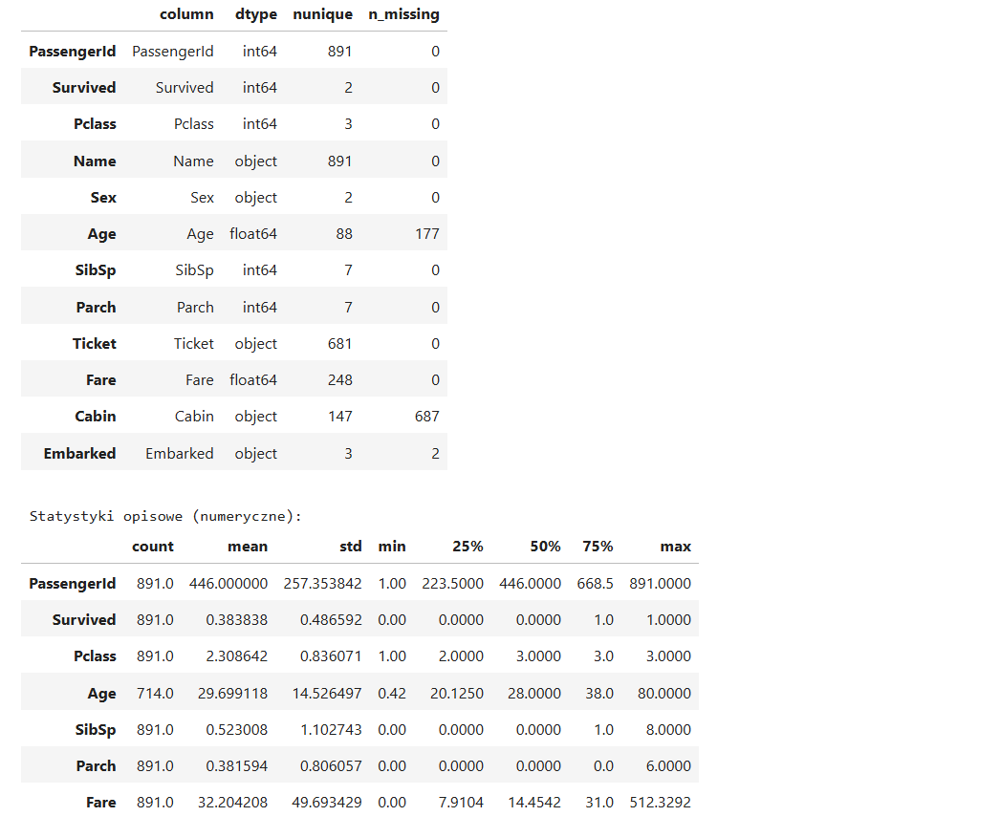 column dtype nunique n_missing
PassengerId PassengerId int64 891 0
Survived Survived int64 2 0
Pclass Pclass int64 3 0
Name Name object 891 0
Sex Sex object 2 0
Age Age float64 88 177
SibSp SibSp int64 7 0
Parch Parch int64 7 0
Ticket Ticket object 681 0
Fare Fare float64 248 0
Cabin Cabin object 147 687
Embarked Embarked object 3 2
Statystyki opisowe (numeryczne):
count mean std min 25% 50% 75% max
PassengerId 891.0 446.000000 257.353842 1.00 223.5000 446.0000 668.5 891.0000
Survived 891.0 0.383838 0.486592 0.00 0.0000 0.0000 1.0 1.0000
Pclass 891.0 2.308642 0.836071 1.00 2.0000 3.0000 3.0 3.0000
Age 714.0 29.699118 14.526497 0.42 20.1250 28.0000 38.0 80.0000
SibSp 891.0 0.523008 1.102743 0.00 0.0000 0.0000 1.0 8.0000
Parch 891.0 0.381594 0.806057 0.00 0.0000 0.0000 0.0 6.0000
Fare 891.0 32.204208 49.693429 0.00 7.9104 14.4542 31.0 512.3292